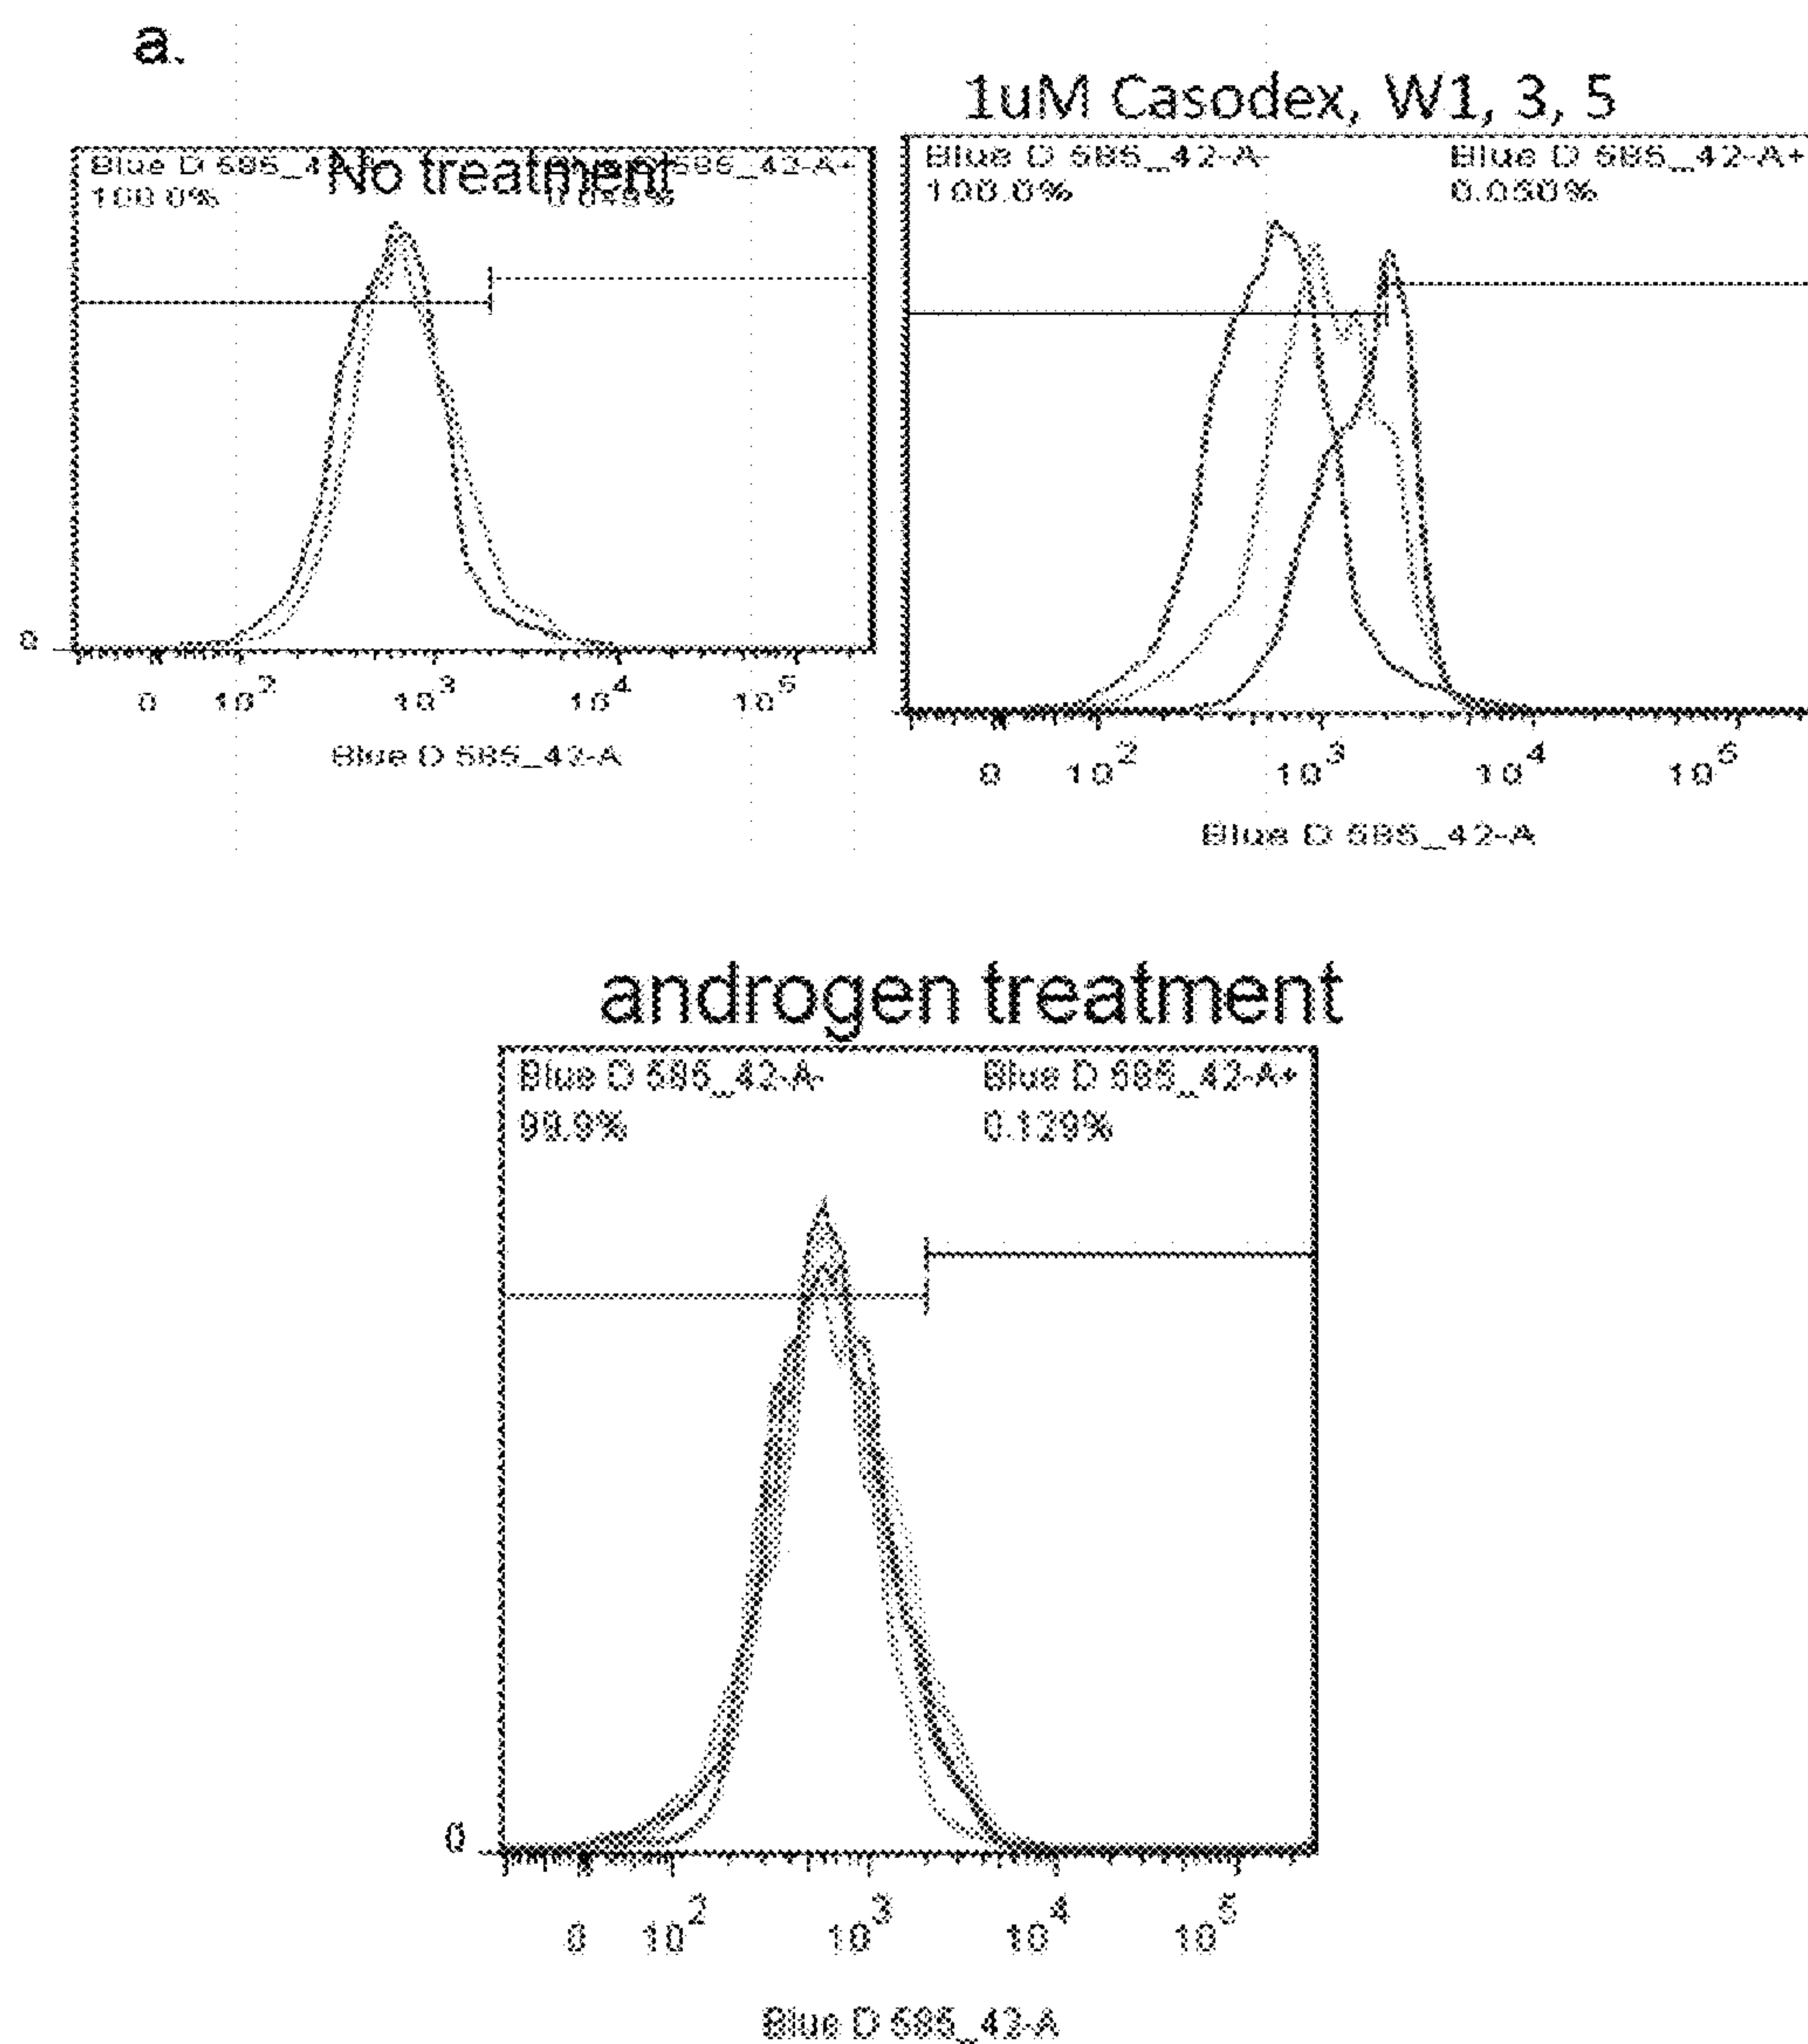 a.
1uM Casodex, W1, 3, 5
No treatment
100.0%
Blue D 585_42-A- Blue D 585_42-A+
100.0% 0.050%
0
0 10^2 10^3 10^4 10^5
Blue D 585_42-A
0 10^2 10^3 10^4 10^5
Blue D 585_42-A
androgen treatment
Blue D 585_42-A- Blue D 585_42-A+
99.9% 0.129%
0
0 10^2 10^3 10^4 10^5
Blue D 585_42-A